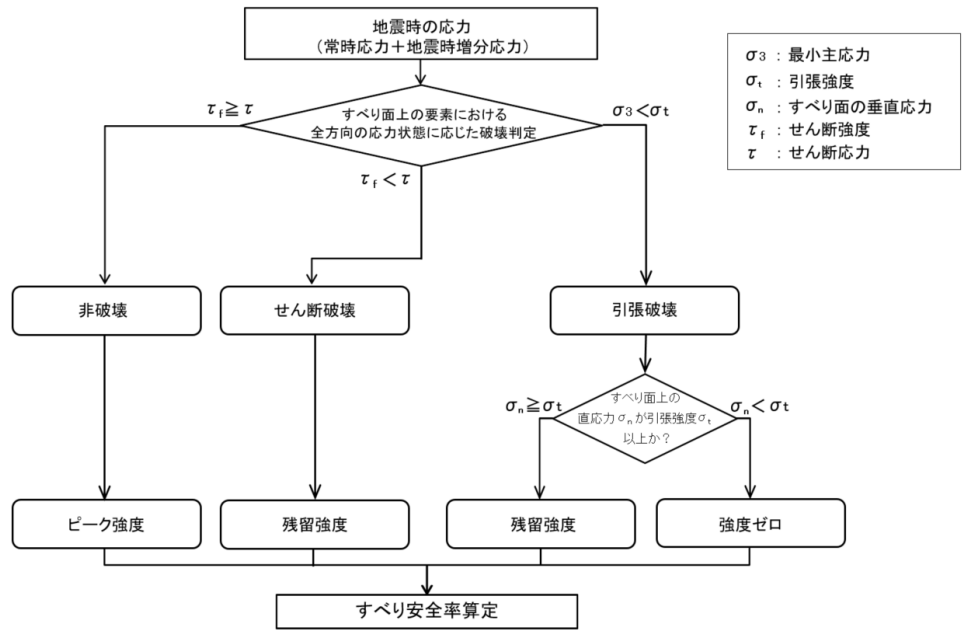 地震時の応力
（常時応力＋地震時増分応力）
σ3 ：最小主応力
σt ：引張強度
σn ：すべり面の垂直応力
τf ：せん断強度
τ ：せん断応力
τf≧τ
すべり面上の要素における
全方向の応力状態に応じた破壊判定
σ3＜σt
τf＜τ
非破壊
せん断破壊
引張破壊
σn≧σt
すべり面上の
直応力σnが引張強度σt
以上か？
σn＜σt
ピーク強度
残留強度
残留強度
強度ゼロ
すべり安全率算定